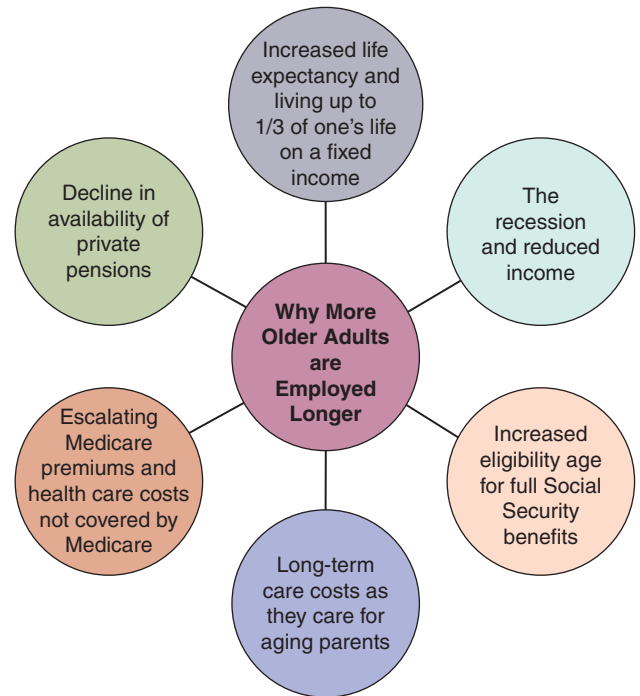 Increased life
expectancy and
living up to
1/3 of one's life
on a fixed
income
Decline in
availability of
private
pensions
The
recession
and reduced
income
Why More
Older Adults
are
Employed
Longer
Escalating
Medicare
premiums and
health care costs
not covered by
Medicare
Increased
eligibility age
for full Social
Security
benefits
Long-term
care costs as
they care for
aging parents